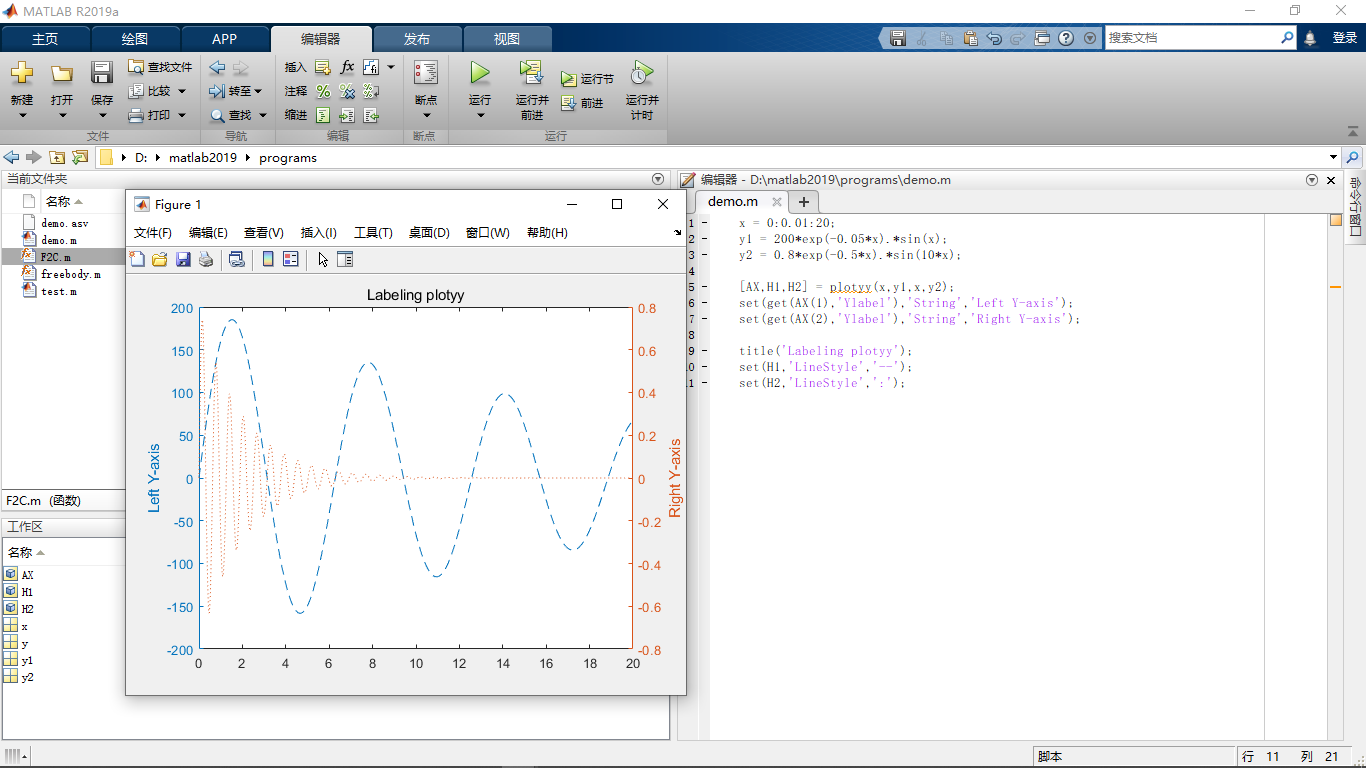 MATLAB R2019a
主页 绘图 APP 编辑器 发布 视图
搜索文档
登录
新建 打开 保存
查找文件
比较
打印
文件
转至
查找
导航
插入 fx
注释
缩进
编辑
断点
断点
运行
运行并前进
运行节
前进
运行并计时
运行
D: matlab2019 programs
当前文件夹
名称
demo.asv
demo.m
F2C.m
freebody.m
test.m
F2C.m (函数)
工作区
名称
AX
H1
H2
x
y
y1
y2
Figure 1
文件(F) 编辑(E) 查看(V) 插入(I) 工具(T) 桌面(D) 窗口(W) 帮助(H)
Labeling plotyy
200
150
100
50
0
-50
-100
-150
-200
Left Y-axis
0 2 4 6 8 10 12 14 16 18 20
0.8
0.6
0.4
0.2
0
-0.2
-0.4
-0.6
-0.8
Right Y-axis
编辑器 - D:\matlab2019\programs\demo.m
demo.m
1 - x = 0:0.01:20;
2 - y1 = 200*exp(-0.05*x).*sin(x);
3 - y2 = 0.8*exp(-0.5*x).*sin(10*x);
4
5 - [AX,H1,H2] = plotyy(x,y1,x,y2);
6 - set(get(AX(1),'Ylabel'),'String','Left Y-axis');
7 - set(get(AX(2),'Ylabel'),'String','Right Y-axis');
8
9 - title('Labeling plotyy');
10 - set(H1,'LineStyle','--');
11 - set(H2,'LineStyle',':');
命令行窗口
脚本
行 11 列 21